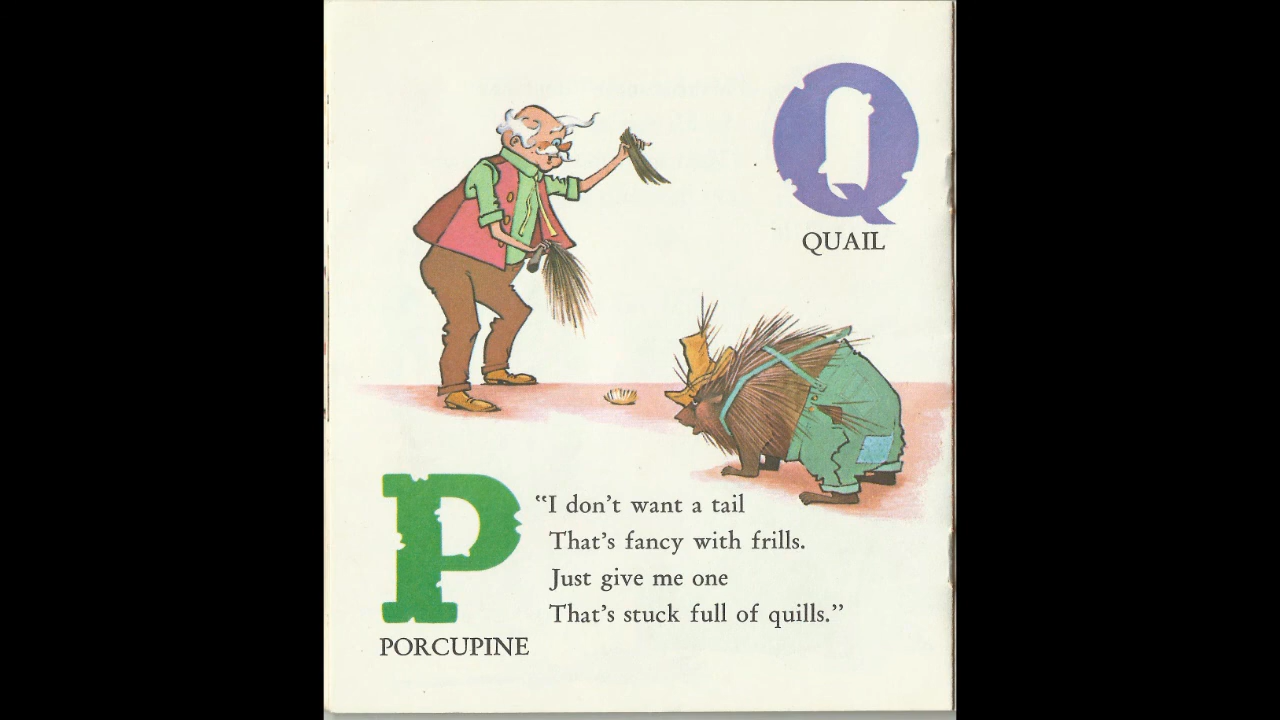 Q
QUAIL
P
PORCUPINE
“I don’t want a tail
That’s fancy with frills.
Just give me one
That’s stuck full of quills.”